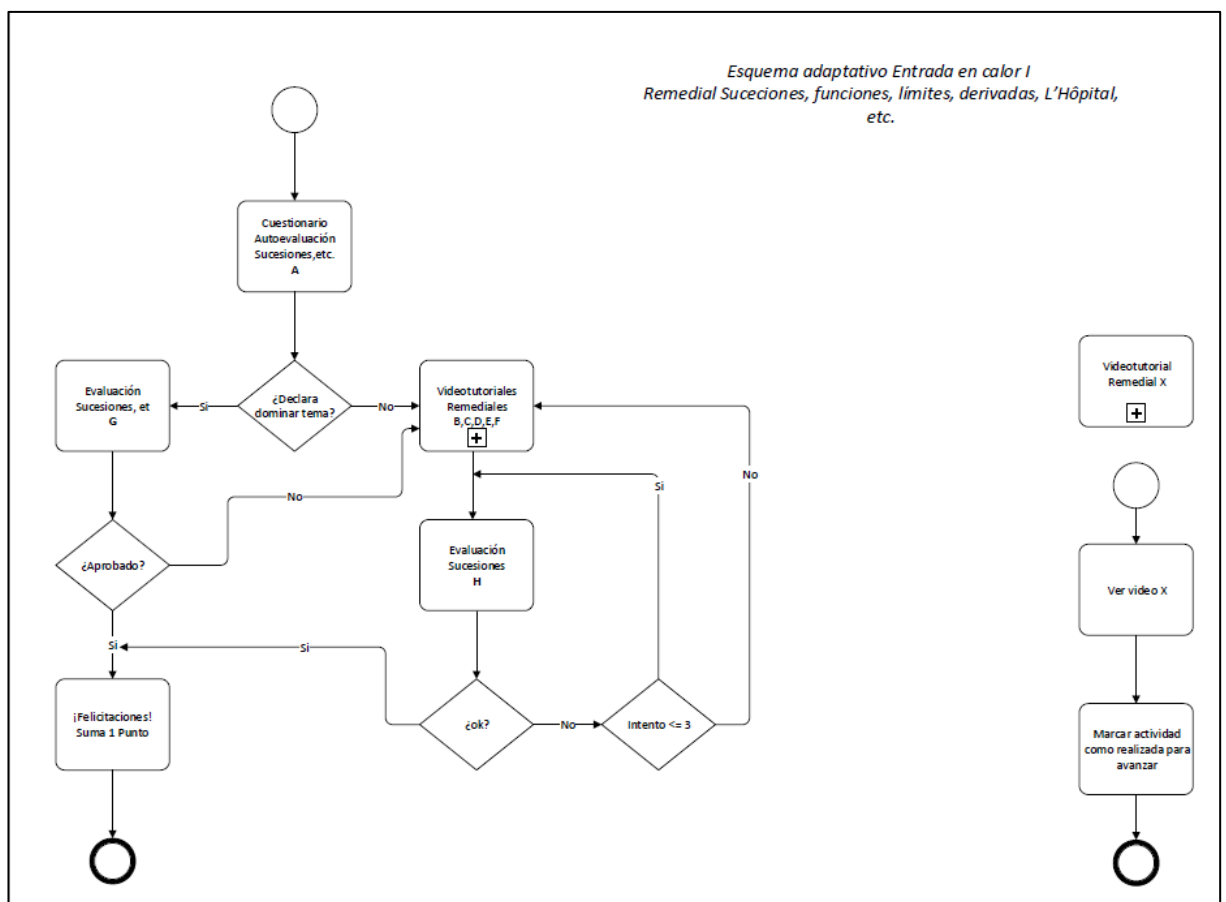 Esquema adaptativo Entrada en calor I
Remedial Suceciones, funciones, límites, derivadas, L’Hôpital,
etc.
Cuestionario
Autoevaluación
Sucesiones,etc.
A
¿Declara
dominar tema?
Si
No
Evaluación
Sucesiones, et
G
Videotutoriales
Remediales
B,C,D,E,F
Videotutorial
Remedial X
No
Si
No
¿Aprobado?
Evaluación
Sucesiones
H
Ver video X
Si
Si
¡Felicitaciones!
Suma 1 Punto
¿ok?
No
Intento <= 3
Marcar actividad
como realizada para
avanzar